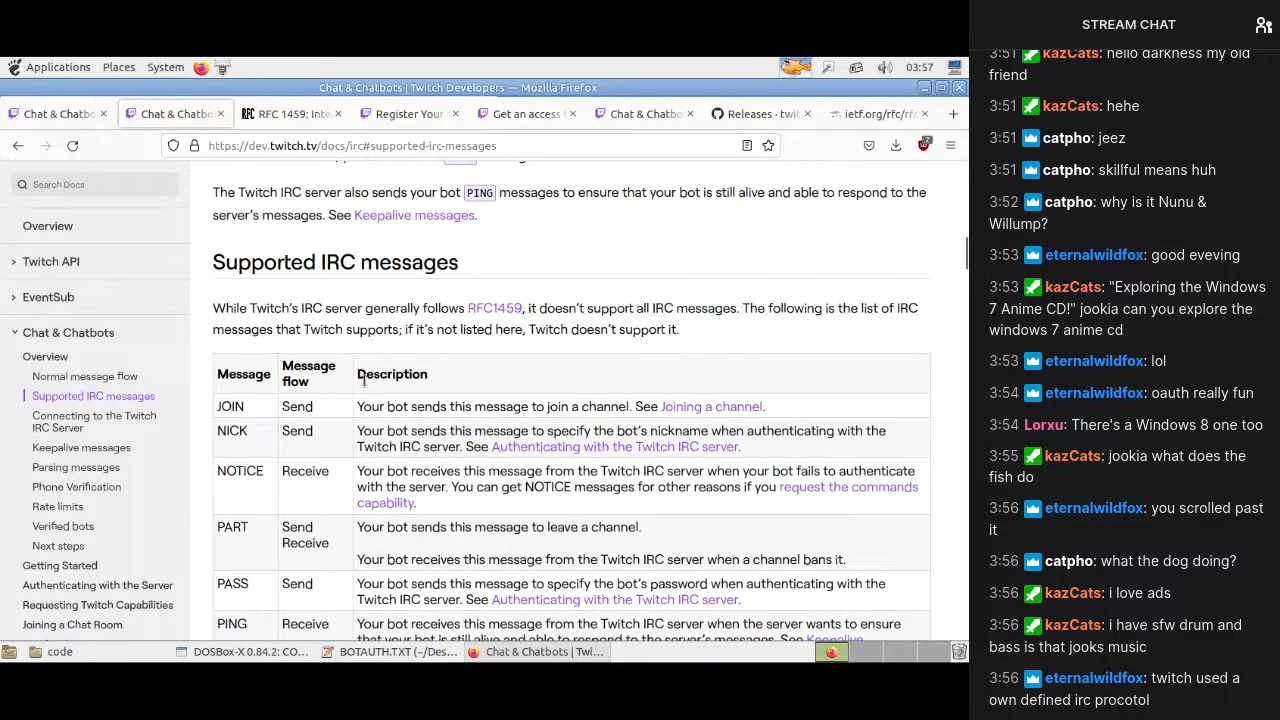 Applications Places System 03:57
Chat & Chatbots | Twitch Developers — Mozilla Firefox
Chat & Chatbo
Chat & Chatbo
RFC 1459: Inte
Register Your
Get an access
Chat & Chatbo
Releases · twit
ietf.org/rfc/rfc
https://dev.twitch.tv/docs/irc#supported-irc-messages
Search Docs
Overview
Twitch API
EventSub
Chat & Chatbots
Overview
Normal message flow
Supported IRC messages
Connecting to the Twitch
IRC Server
Keepalive messages
Parsing messages
Phone Verification
Rate limits
Verified bots
Next steps
Getting Started
Authenticating with the Server
Requesting Twitch Capabilities
Joining a Chat Room
The Twitch IRC server also sends your bot PING messages to ensure that your bot is still alive and able to respond to the
server's messages. See Keepalive messages.
Supported IRC messages
While Twitch's IRC server generally follows RFC1459, it doesn't support all IRC messages. The following is the list of IRC
messages that Twitch supports; if it's not listed here, Twitch doesn't support it.
Message Message flow Description
JOIN Send Your bot sends this message to join a channel. See Joining a channel.
NICK Send Your bot sends this message to specify the bot's nickname when authenticating with the
Twitch IRC server. See Authenticating with the Twitch IRC server.
NOTICE Receive Your bot receives this message from the Twitch IRC server when your bot fails to authenticate
with the server. You can get NOTICE messages for other reasons if you request the commands
capability.
PART Send Your bot sends this message to leave a channel.
Receive
Your bot receives this message from the Twitch IRC server when a channel bans it.
PASS Send Your bot sends this message to specify the bot's password when authenticating with the
Twitch IRC server. See Authenticating with the Twitch IRC server.
PING Receive Your bot receives this message from the Twitch IRC server when the server wants to ensure
that your bot is still alive and able to respond to the server's messages. See Keepalive
code
DOSBox-X 0.84.2: CO...
BOTAUTH.TXT (~/Des...
Chat & Chatbots | Twi...
STREAM CHAT
3:51 kazCats: hello darkness my old
friend
3:51 kazCats: hehe
3:51 catpho: jeez
3:51 catpho: skillful means huh
3:52 catpho: why is it Nunu &
Willump?
3:53 eternalwildfox: good eveving
3:53 kazCats: "Exploring the Windows
7 Anime CD!" jookia can you explore the
windows 7 anime cd
3:53 eternalwildfox: lol
3:54 eternalwildfox: oauth really fun
3:54 Lorxu: There's a Windows 8 one too
3:55 kazCats: jookia what does the
fish do
3:56 eternalwildfox: you scrolled past
it
3:56 catpho: what the dog doing?
3:56 kazCats: i love ads
3:56 kazCats: i have sfw drum and
bass is that jooks music
3:56 eternalwildfox: twitch used a
own defined irc procotol